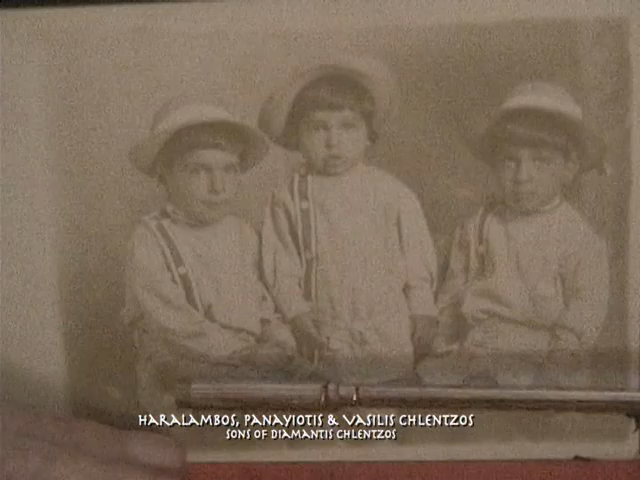 HARALAMBOS, PANAYIOTIS & VASILIS CHLENTZOS
SONS OF DIAMANTIS CHLENTZOS